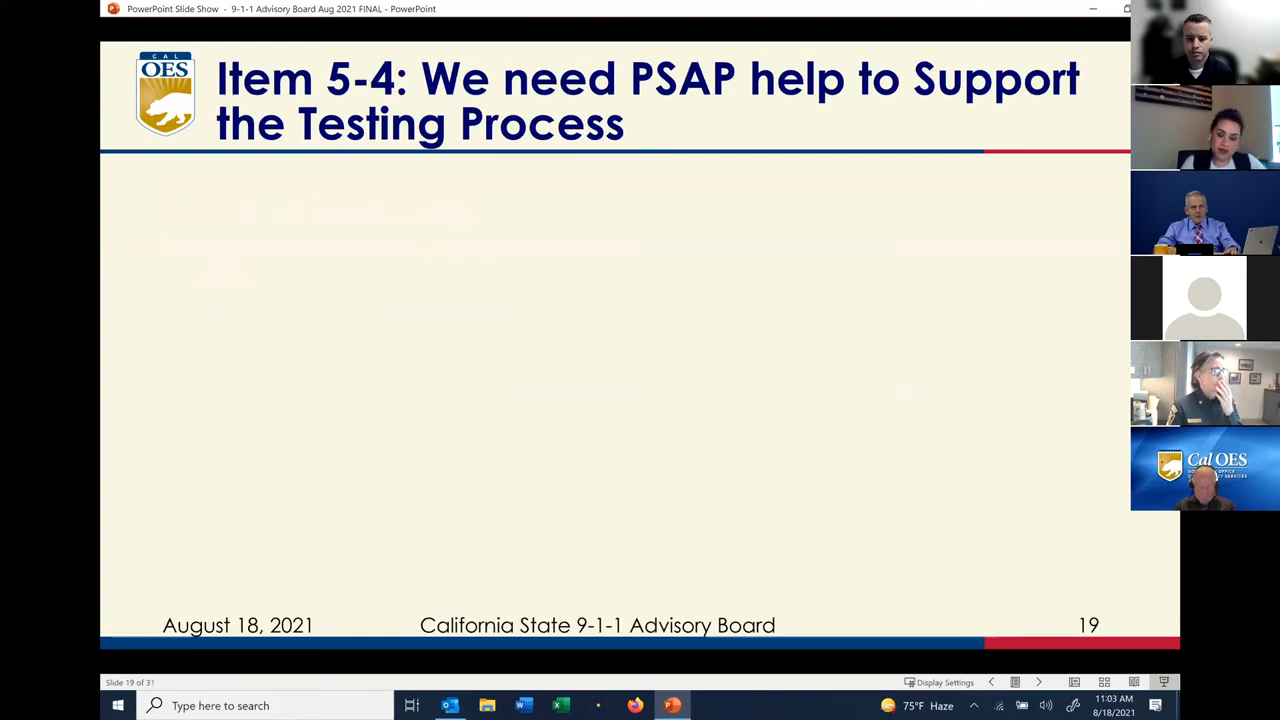 PowerPoint Slide Show - 9-1-1 Advisory Board Aug 2021 FINAL - PowerPoint
CAL
OES
Item 5-4: We need PSAP help to Support
the Testing Process
Cal OES
August 18, 2021
California State 9-1-1 Advisory Board
19
Slide 19 of 31
Display Settings
Type here to search
75°F Haze
11:03 AM
8/18/2021